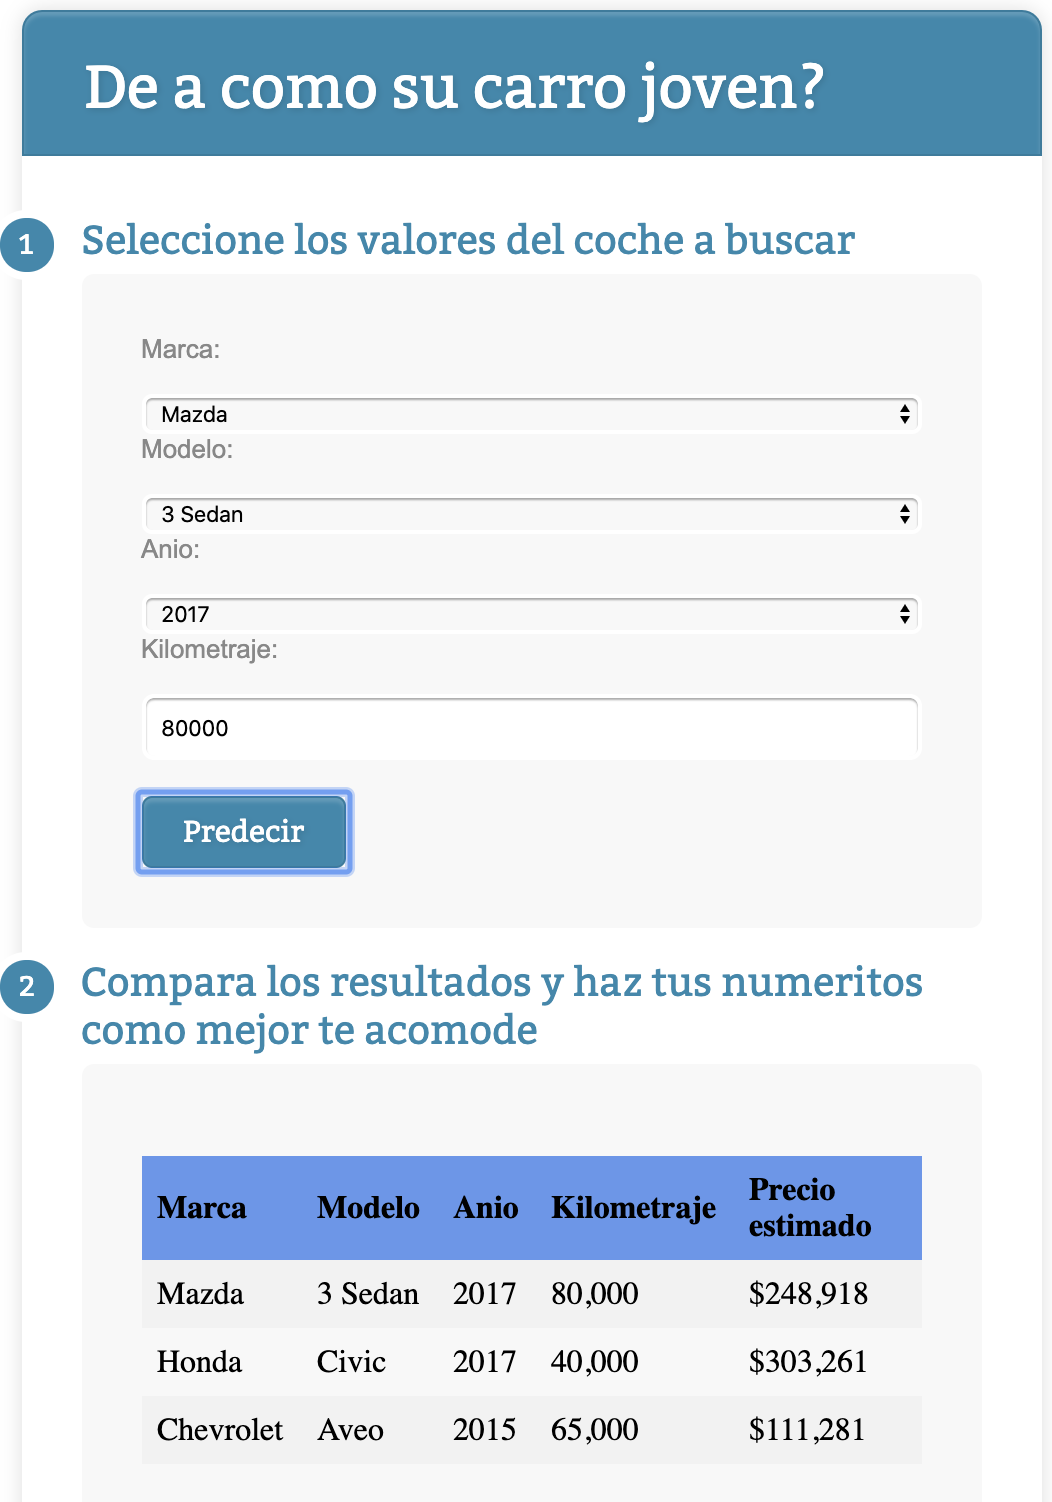 De a como su carro joven?
1 Seleccione los valores del coche a buscar
Marca:
Mazda
Modelo:
3 Sedan
Anio:
2017
Kilometraje:
80000
Predecir
2 Compara los resultados y haz tus numeritos
como mejor te acomode
Marca Modelo Anio Kilometraje Precio estimado
Mazda 3 Sedan 2017 80,000 $248,918
Honda Civic 2017 40,000 $303,261
Chevrolet Aveo 2015 65,000 $111,281